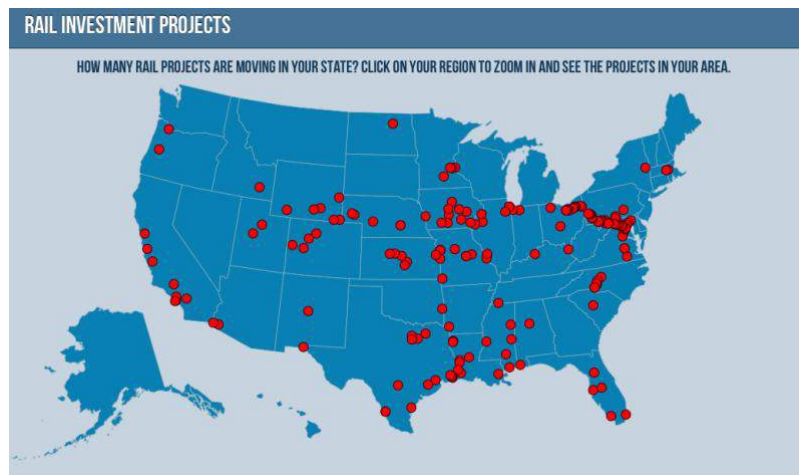 RAIL INVESTMENT PROJECTS
HOW MANY RAIL PROJECTS ARE MOVING IN YOUR STATE? CLICK ON YOUR REGION TO ZOOM IN AND SEE THE PROJECTS IN YOUR AREA.